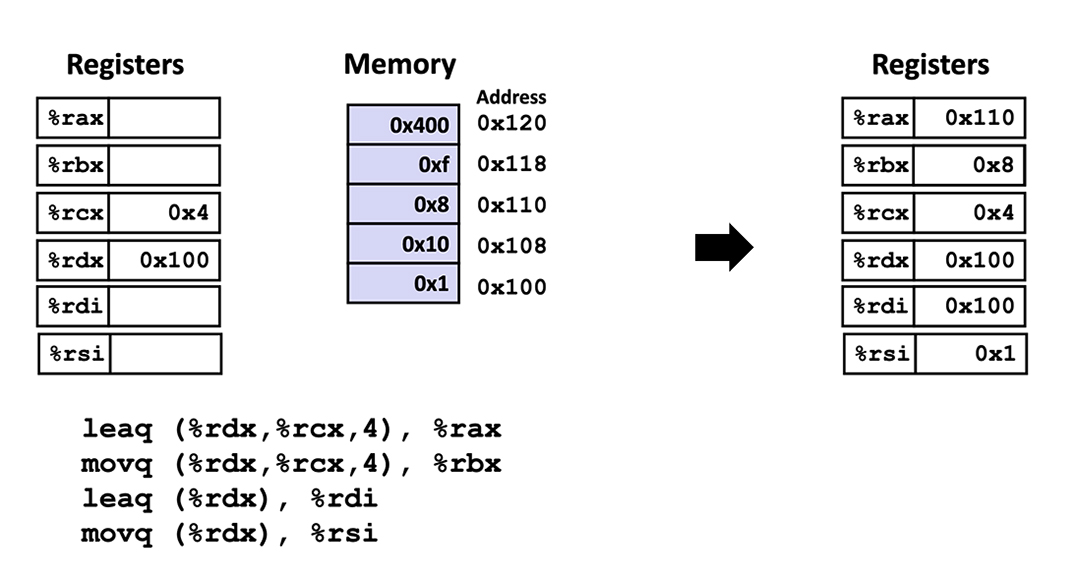 Registers
%rax
%rbx
%rcx 0x4
%rdx 0x100
%rdi
%rsi
Memory
Address
0x400 0x120
0xf 0x118
0x8 0x110
0x10 0x108
0x1 0x100
Registers
%rax 0x110
%rbx 0x8
%rcx 0x4
%rdx 0x100
%rdi 0x100
%rsi 0x1
leaq (%rdx,%rcx,4), %rax
movq (%rdx,%rcx,4), %rbx
leaq (%rdx), %rdi
movq (%rdx), %rsi